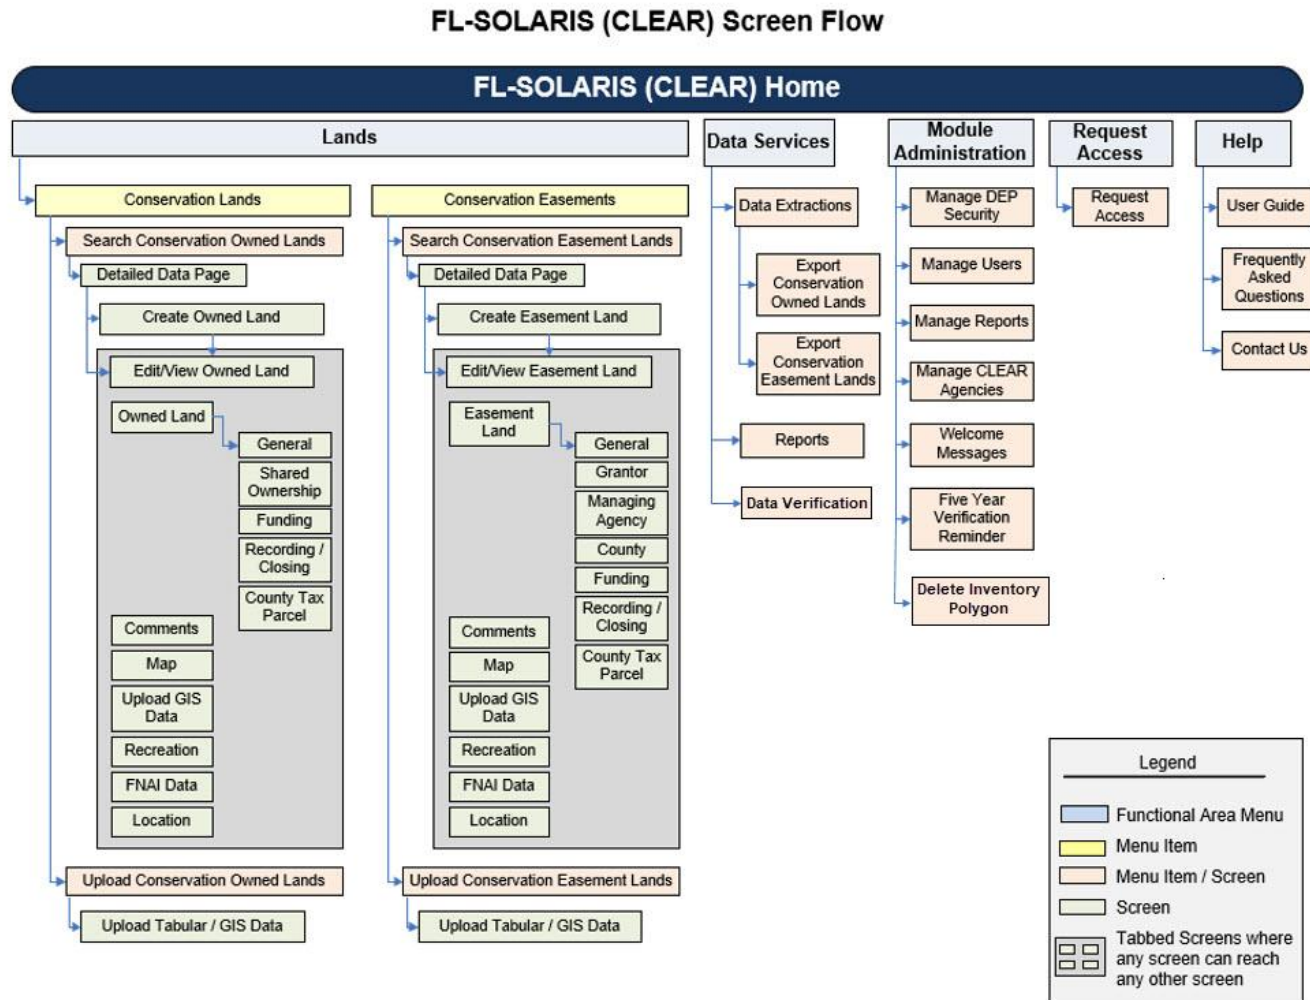 FL-SOLARIS (CLEAR) Screen Flow
FL-SOLARIS (CLEAR) Home
Lands
Conservation Lands
Search Conservation Owned Lands
Detailed Data Page
Create Owned Land
Edit/View Owned Land
Owned Land
General
Shared
Ownership
Funding
Recording /
Closing
County Tax
Parcel
Comments
Map
Upload GIS
Data
Recreation
FNAI Data
Location
Upload Conservation Owned Lands
Upload Tabular / GIS Data
Conservation Easements
Search Conservation Easement Lands
Detailed Data Page
Create Easement Land
Edit/View Easement Land
Easement
Land
General
Grantor
Managing
Agency
County
Funding
Recording /
Closing
County Tax
Parcel
Comments
Map
Upload GIS
Data
Recreation
FNAI Data
Location
Upload Conservation Easement Lands
Upload Tabular / GIS Data
Data Services
Data Extractions
Export
Conservation
Owned Lands
Export
Conservation
Easement Lands
Reports
Data Verification
Module
Administration
Manage DEP
Security
Manage Users
Manage Reports
Manage CLEAR
Agencies
Welcome
Messages
Five Year
Verification
Reminder
Delete Inventory
Polygon
Request
Access
Request
Access
Help
User Guide
Frequently
Asked
Questions
Contact Us
Legend
Functional Area Menu
Menu Item
Menu Item / Screen
Screen
Tabbed Screens where
any screen can reach
any other screen